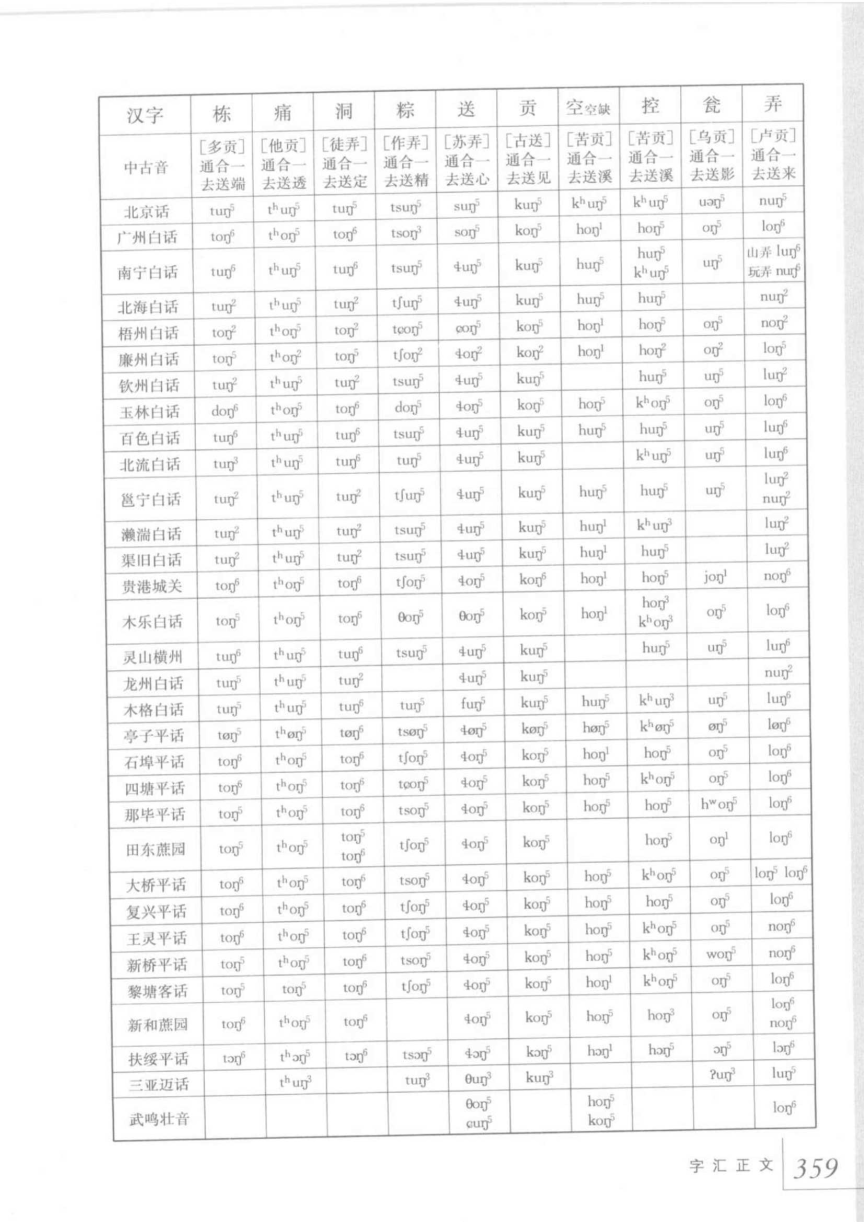 汉字 栋 痛 洞 粽 送 贡 空空缺 控 瓮 弄
中古音 [多贡]通合一去送端 [他贡]通合一去送透 [徒弄]通合一去送定 [作弄]通合一去送精 [苏弄]通合一去送心 [古送]通合一去送见 [苦贡]通合一去送溪 [苦贡]通合一去送溪 [乌贡]通合一去送影 [卢贡]通合一去送来
北京话 tuŋ⁵ tʰuŋ⁵ tuŋ⁵ tsuŋ⁵ suŋ⁵ kuŋ⁵ kʰuŋ⁵ kʰuŋ⁵ uəŋ⁵ nuŋ⁵
广州白话 toŋ⁶ tʰoŋ⁵ toŋ⁶ tsoŋ³ soŋ⁵ koŋ⁵ hoŋ¹ hoŋ⁵ oŋ⁵ loŋ⁶
南宁白话 tuŋ⁶ tʰuŋ⁵ tuŋ⁶ tsuŋ⁵ ɬuŋ⁵ kuŋ⁵ huŋ⁵ huŋ⁵ kʰuŋ⁵ uŋ⁵ 山弄 luŋ⁶ 玩弄 nuŋ⁶
北海白话 tuŋ² tʰuŋ⁵ tuŋ² tʃuŋ⁵ ɬuŋ⁵ kuŋ⁵ huŋ⁵ huŋ⁵ nuŋ²
梧州白话 toŋ² tʰoŋ⁵ toŋ² tɕoŋ⁵ ɕoŋ⁵ koŋ⁵ hoŋ¹ hoŋ⁵ oŋ⁵ noŋ²
廉州白话 toŋ⁵ tʰoŋ² toŋ⁵ tʃoŋ² ɬoŋ² koŋ² hoŋ¹ hoŋ² oŋ² loŋ⁵
钦州白话 tuŋ² tʰuŋ⁵ tuŋ² tsuŋ⁵ ɬuŋ⁵ kuŋ⁵ huŋ⁵ uŋ⁵ luŋ²
玉林白话 doŋ⁶ tʰoŋ⁵ toŋ⁶ doŋ⁵ ɬoŋ⁵ koŋ⁵ hoŋ⁵ kʰoŋ⁵ oŋ⁵ loŋ⁶
百色白话 tuŋ⁶ tʰuŋ⁵ tuŋ⁶ tsuŋ⁵ ɬuŋ⁵ kuŋ⁵ huŋ⁵ huŋ⁵ uŋ⁵ luŋ⁶
北流白话 tuŋ³ tʰuŋ⁵ tuŋ⁶ tuŋ⁵ ɬuŋ⁵ kuŋ⁵ kʰuŋ⁵ uŋ⁵ luŋ⁶
邕宁白话 tuŋ² tʰuŋ⁵ tuŋ² tʃuŋ⁵ ɬuŋ⁵ kuŋ⁵ huŋ⁵ huŋ⁵ uŋ⁵ luŋ² nuŋ²
濑湍白话 tuŋ² tʰuŋ⁵ tuŋ² tsuŋ⁵ ɬuŋ⁵ kuŋ⁵ huŋ¹ kʰuŋ³ luŋ²
渠旧白话 tuŋ² tʰuŋ⁵ tuŋ² tsuŋ⁵ ɬuŋ⁵ kuŋ⁵ huŋ¹ huŋ⁵ luŋ²
贵港城关 toŋ⁶ tʰoŋ⁵ toŋ⁶ tʃoŋ⁵ ɬoŋ⁵ koŋ⁶ hoŋ¹ hoŋ⁵ joŋ¹ noŋ⁶
木乐白话 toŋ⁵ tʰoŋ⁵ toŋ⁶ θoŋ⁵ θoŋ⁵ koŋ⁵ hoŋ¹ hoŋ³ kʰoŋ³ oŋ⁵ loŋ⁶
灵山横州 tuŋ⁶ tʰuŋ⁵ tuŋ⁶ tsuŋ⁵ ɬuŋ⁵ kuŋ⁵ huŋ⁵ uŋ⁵ luŋ⁶
龙州白话 tuŋ⁵ tʰuŋ⁵ tuŋ² ɬuŋ⁵ kuŋ⁵ nuŋ²
木格白话 tuŋ⁵ tʰuŋ⁵ tuŋ⁶ tuŋ⁵ fuŋ⁵ kuŋ⁵ huŋ⁵ kʰuŋ³ uŋ⁵ luŋ⁶
亭子平话 tøŋ⁵ tʰøŋ⁵ tøŋ⁶ tsøŋ⁵ ɬøŋ⁵ køŋ⁵ høŋ⁵ kʰøŋ⁵ øŋ⁵ løŋ⁶
石埠平话 toŋ⁶ tʰoŋ⁵ toŋ⁶ tʃoŋ⁵ ɬoŋ⁵ koŋ⁵ hoŋ¹ hoŋ⁵ oŋ⁵ loŋ⁶
四塘平话 toŋ⁶ tʰoŋ⁵ toŋ⁶ tɕoŋ⁵ ɬoŋ⁵ koŋ⁵ hoŋ⁵ kʰoŋ⁵ oŋ⁵ loŋ⁶
那毕平话 toŋ⁵ tʰoŋ⁵ toŋ⁶ tsoŋ⁵ ɬoŋ⁵ koŋ⁵ hoŋ⁵ hoŋ⁵ hʷoŋ⁵ loŋ⁶
田东蔗园 toŋ⁵ tʰoŋ⁵ toŋ⁵ toŋ⁶ tʃoŋ⁵ ɬoŋ⁵ koŋ⁵ hoŋ⁵ oŋ¹ loŋ⁶
大桥平话 toŋ⁶ tʰoŋ⁵ toŋ⁶ tsoŋ⁵ ɬoŋ⁵ koŋ⁵ hoŋ⁵ kʰoŋ⁵ oŋ⁵ loŋ⁵ loŋ⁶
复兴平话 toŋ⁶ tʰoŋ⁵ toŋ⁶ tʃoŋ⁵ ɬoŋ⁵ koŋ⁵ hoŋ⁵ hoŋ⁵ oŋ⁵ loŋ⁶
王灵平话 toŋ⁶ tʰoŋ⁵ toŋ⁶ tʃoŋ⁵ ɬoŋ⁵ koŋ⁵ hoŋ⁵ kʰoŋ⁵ oŋ⁵ noŋ⁶
新桥平话 toŋ⁵ tʰoŋ⁵ toŋ⁶ tsoŋ⁵ ɬoŋ⁵ koŋ⁵ hoŋ⁵ kʰoŋ⁵ woŋ⁵ noŋ⁶
黎塘客话 toŋ⁵ toŋ⁵ toŋ⁶ tʃoŋ⁵ ɬoŋ⁵ koŋ⁵ hoŋ¹ kʰoŋ⁵ oŋ⁵ loŋ⁶
新和蔗园 toŋ⁶ tʰoŋ⁵ toŋ⁶ ɬoŋ⁵ koŋ⁵ hoŋ⁵ hoŋ³ oŋ⁵ loŋ⁶ noŋ⁶
扶绥平话 tɔŋ⁶ tʰɔŋ⁵ tɔŋ⁶ tsɔŋ⁵ ɬɔŋ⁵ kɔŋ⁵ hɔŋ¹ hɔŋ⁵ ɔŋ⁵ lɔŋ⁶
三亚迈话 tʰuŋ³ tuŋ³ θuŋ³ kuŋ³ ʔuŋ³ luŋ⁵
武鸣壮音 θoŋ⁵ ɕuŋ⁵ hoŋ⁵ koŋ⁵ loŋ⁶
字汇正文 359